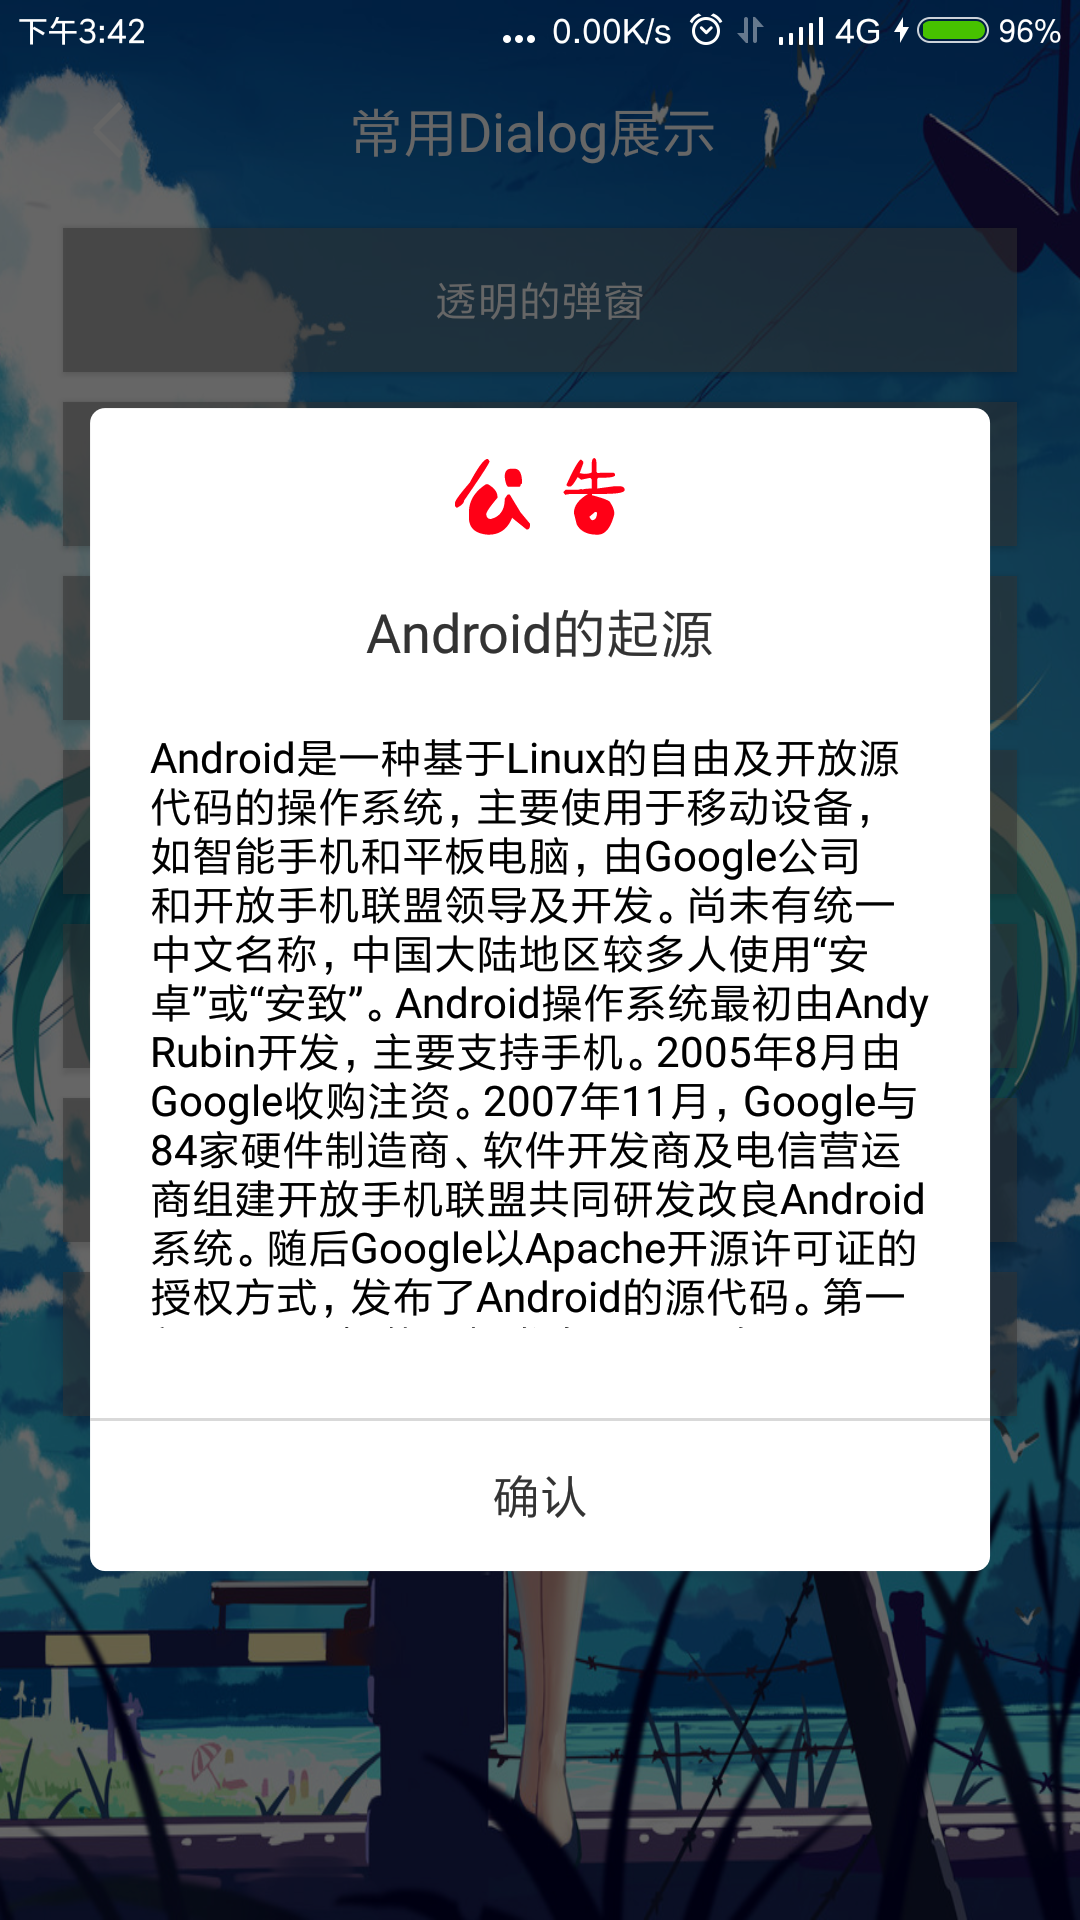 下午3:42
... 0.00K/s 4G 96%
常用Dialog展示
透明的弹窗
公告
Android的起源
Android是一种基于Linux的自由及开放源
代码的操作系统，主要使用于移动设备，
如智能手机和平板电脑，由Google公司
和开放手机联盟领导及开发。尚未有统一
中文名称，中国大陆地区较多人使用“安
卓”或“安致”。Android操作系统最初由Andy
Rubin开发，主要支持手机。2005年8月由
Google收购注资。2007年11月，Google与
84家硬件制造商、软件开发商及电信营运
商组建开放手机联盟共同研发改良Android
系统。随后Google以Apache开源许可证的
授权方式，发布了Android的源代码。第一
确认